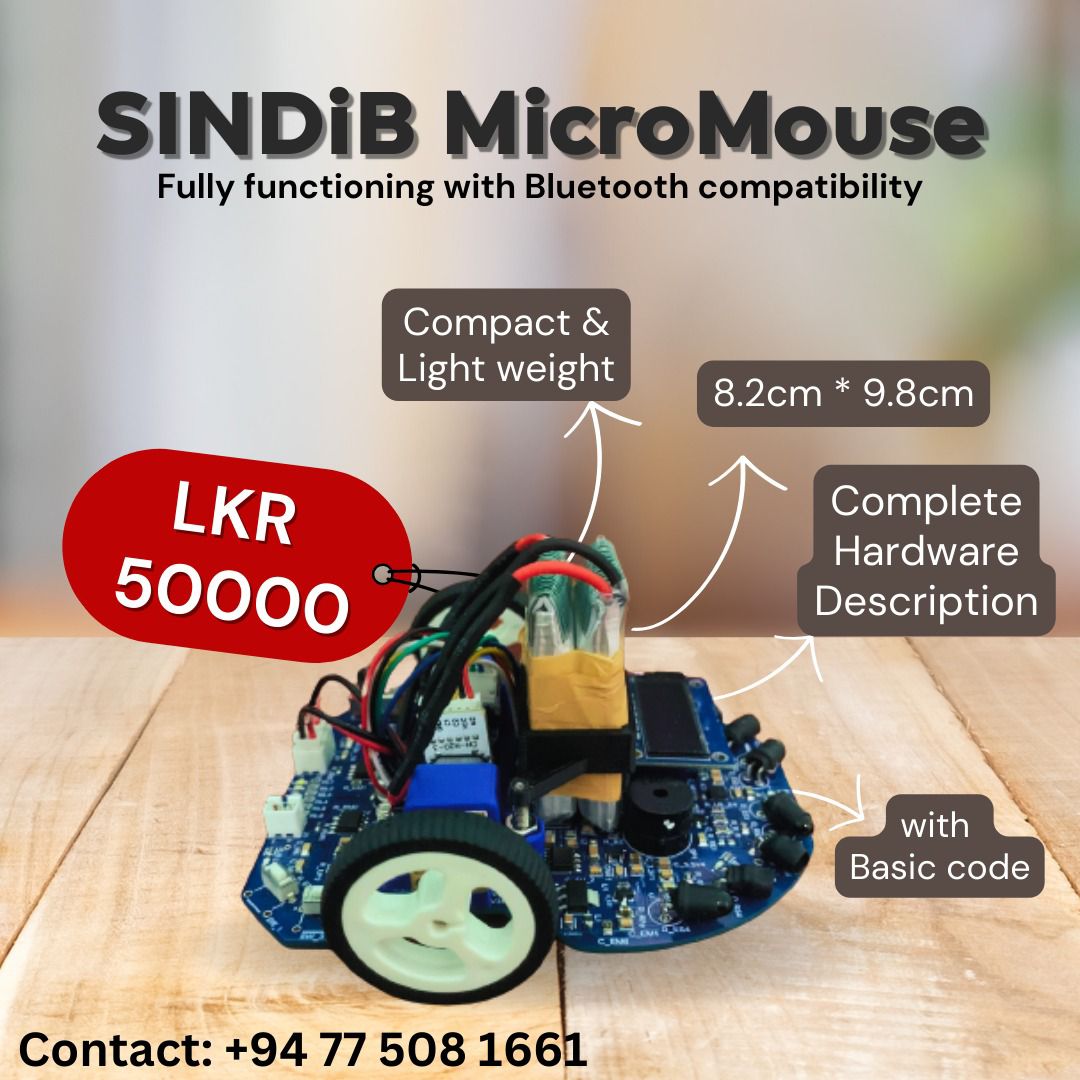 SINDiB MicroMouse
Fully functioning with Bluetooth compatibility
Compact &
Light weight
8.2cm * 9.8cm
LKR
50000
Complete
Hardware
Description
with
Basic code
Contact: +94 77 508 1661